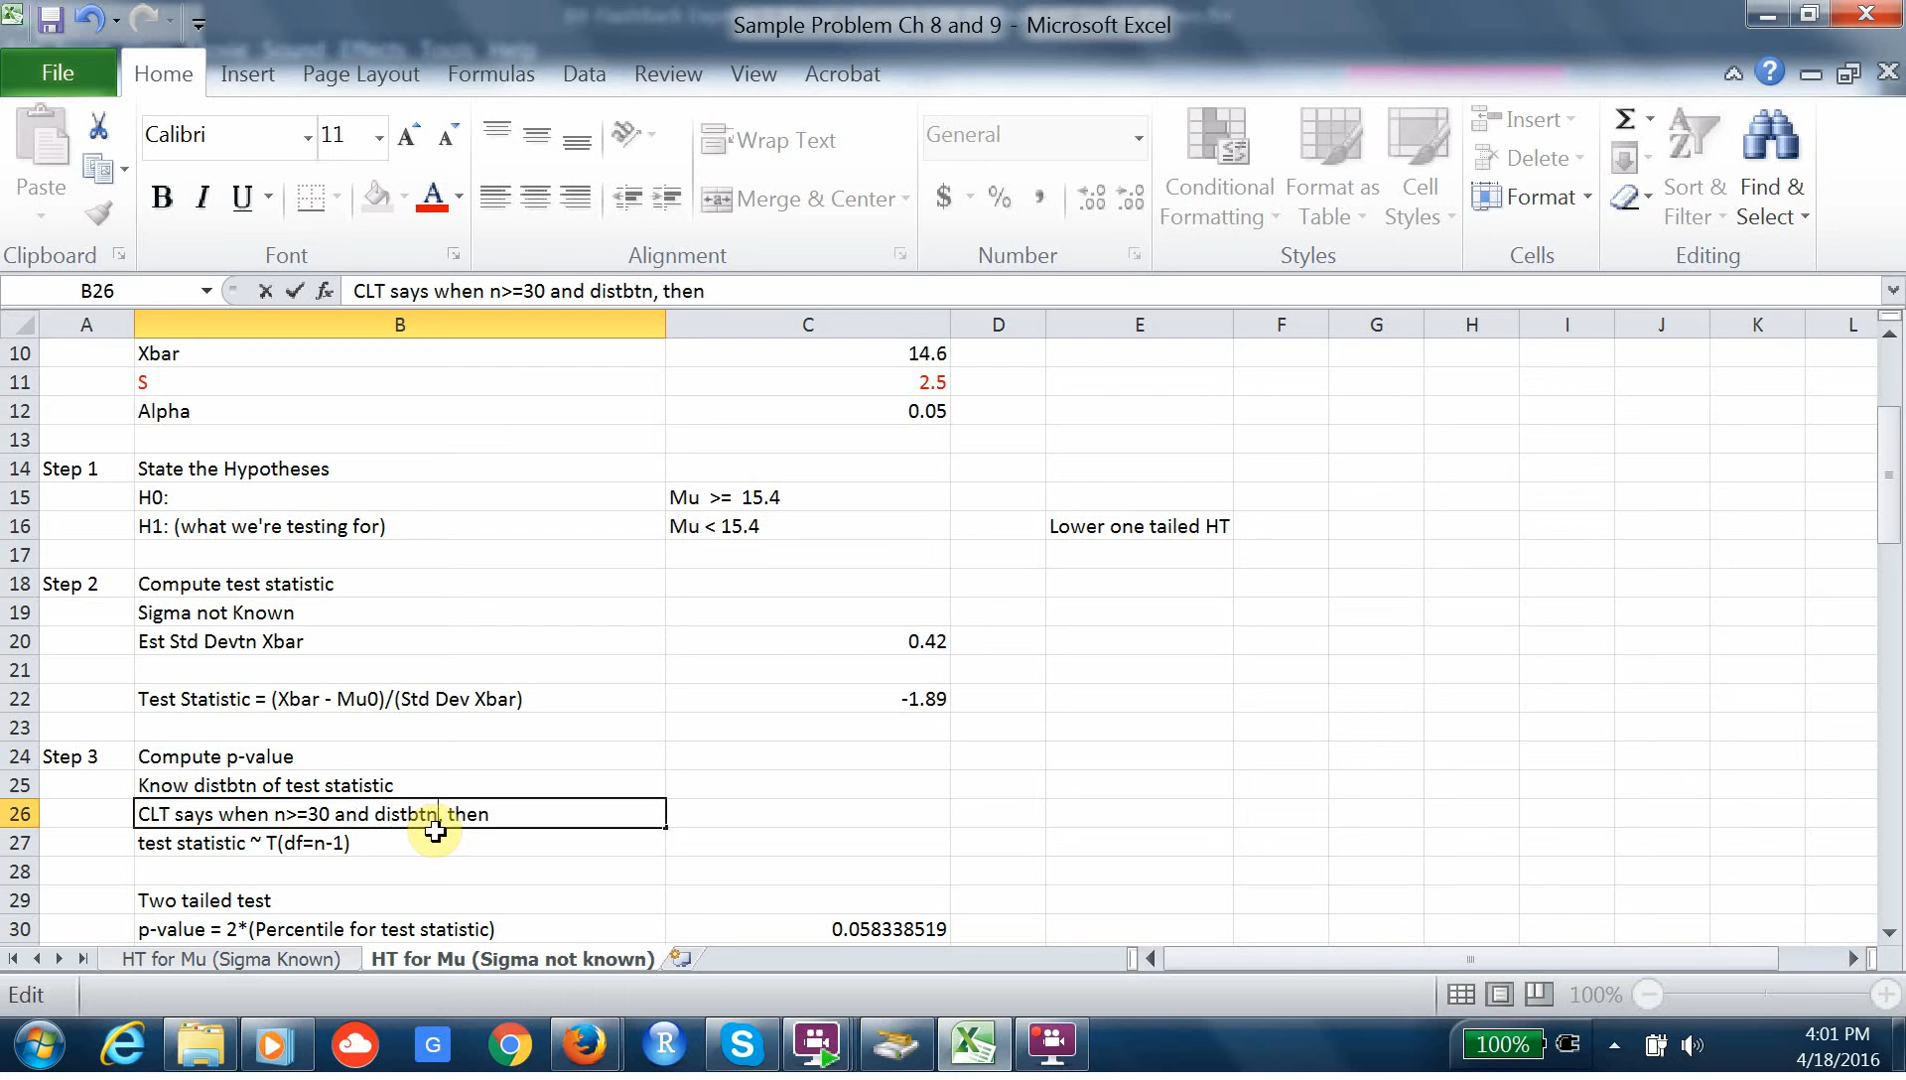 Sample Problem Ch 8 and 9 - Microsoft Excel
File Home Insert Page Layout Formulas Data Review View Acrobat
Paste
Calibri 11
B I U A
Wrap Text
Merge & Center
General
$ % ,
Conditional Formatting
Format as Table
Cell Styles
Insert
Delete
Format
Σ
Sort & Filter
Find & Select
Clipboard Font Alignment Number Styles Cells Editing
B26 fx CLT says when n>=30 and distbtn, then
A B C D E F G H I J K L
10 Xbar 14.6
11 S 2.5
12 Alpha 0.05
13
14 Step 1 State the Hypotheses
15 H0: Mu >= 15.4
16 H1: (what we're testing for) Mu < 15.4 Lower one tailed HT
17
18 Step 2 Compute test statistic
19 Sigma not Known
20 Est Std Devtn Xbar 0.42
21
22 Test Statistic = (Xbar - Mu0)/(Std Dev Xbar) -1.89
23
24 Step 3 Compute p-value
25 Know distbtn of test statistic
26 CLT says when n>=30 and distbtn, then
27 test statistic ~ T(df=n-1)
28
29 Two tailed test
30 p-value = 2*(Percentile for test statistic) 0.058338519
HT for Mu (Sigma Known) HT for Mu (Sigma not known)
Edit 100%
G R S 100% 4:01 PM
4/18/2016